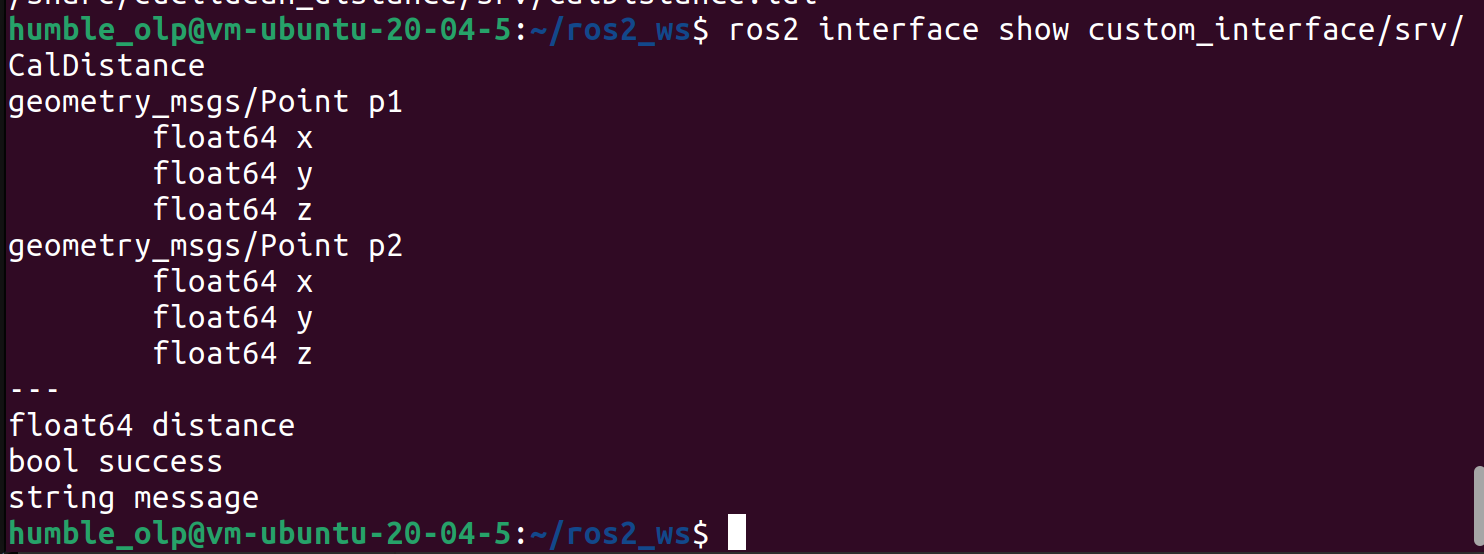 humble_olp@vm-ubuntu-20-04-5:~/ros2_ws$ ros2 interface show custom_interface/srv/
CalDistance
geometry_msgs/Point p1
        float64 x
        float64 y
        float64 z
geometry_msgs/Point p2
        float64 x
        float64 y
        float64 z
---
float64 distance
bool success
string message
humble_olp@vm-ubuntu-20-04-5:~/ros2_ws$